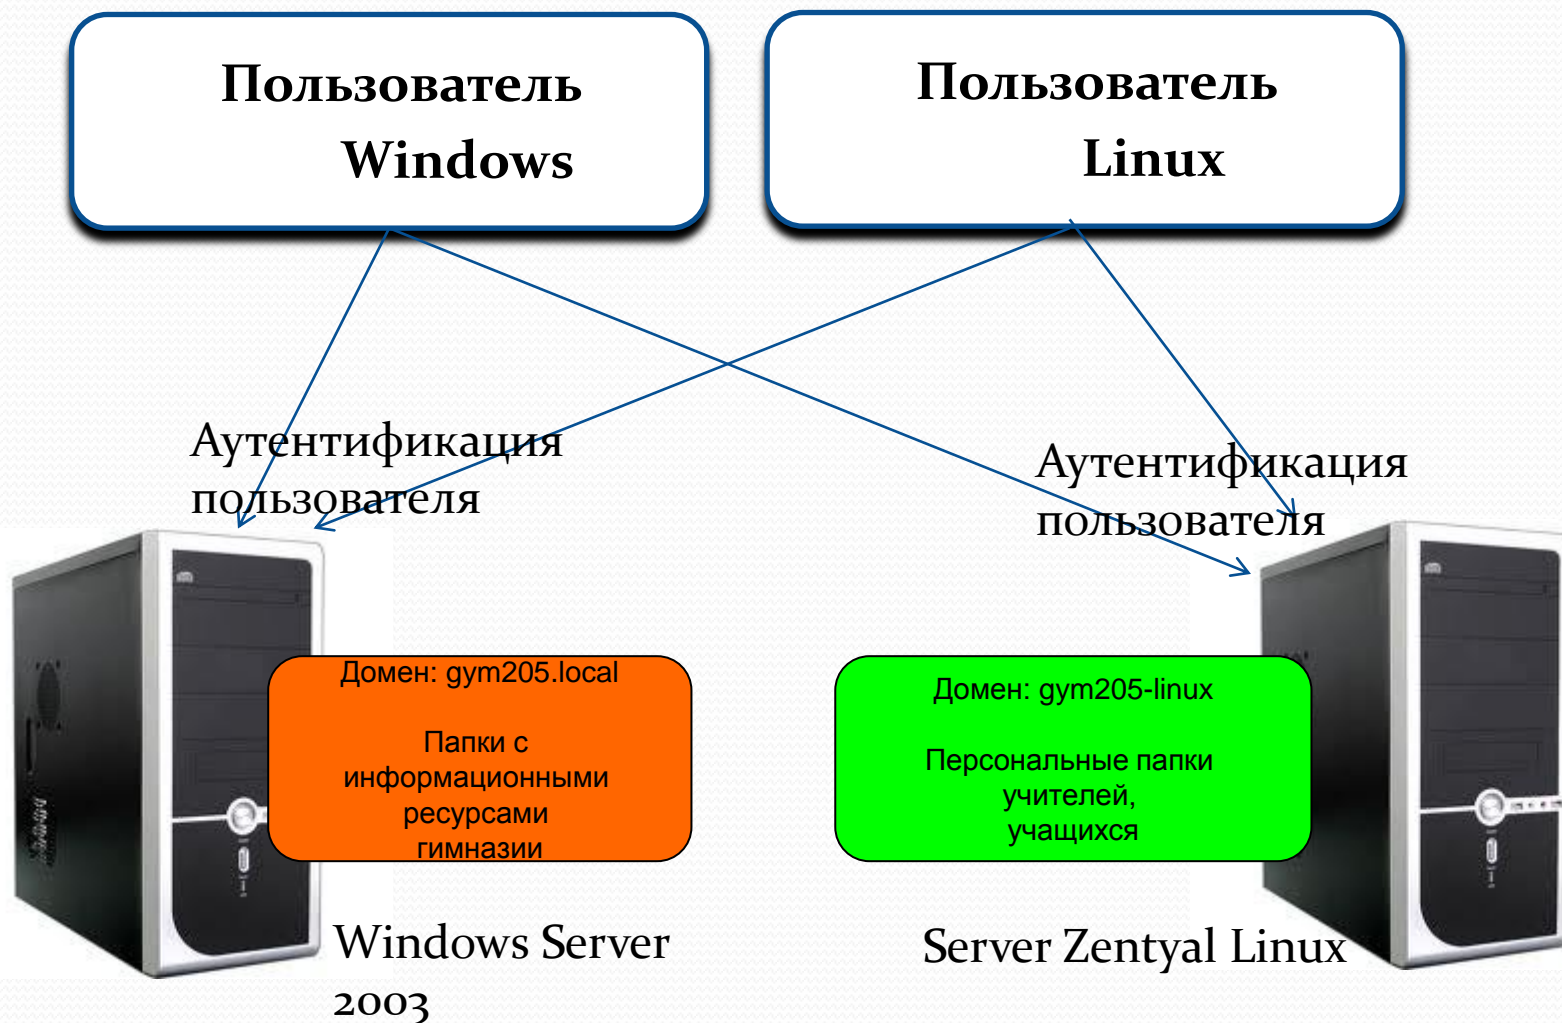 Пользователь
Windows
Пользователь
Linux
Аутентификация
пользователя
Аутентификация
пользователя
Домен: gym205.local
Папки с
информационными
ресурсами
гимназии
Домен: gym205-linux
Персональные папки
учителей,
учащихся
Windows Server
2003
Server Zentyal Linux